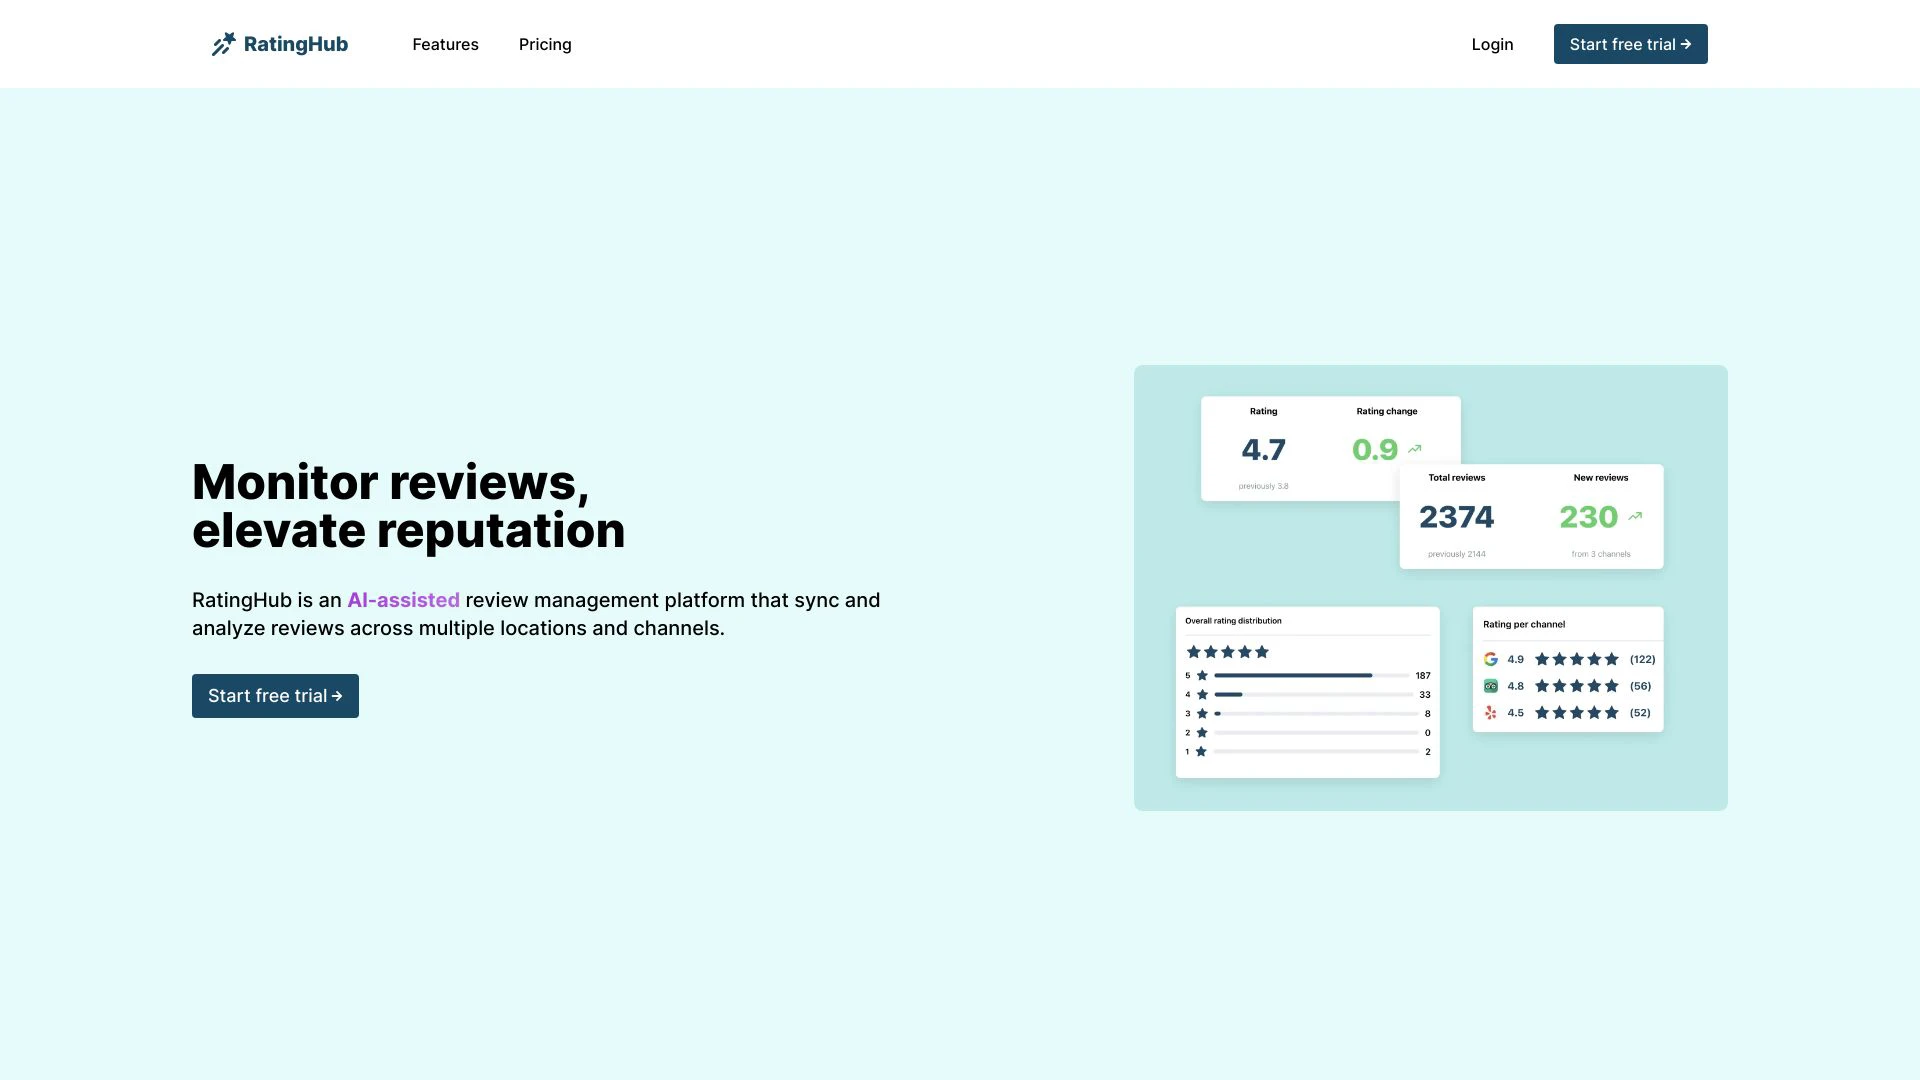 RatingHub
Features
Pricing
Login
Start free trial →
Monitor reviews,
elevate reputation
RatingHub is an AI-assisted review management platform that sync and
analyze reviews across multiple locations and channels.
Start free trial →
Rating
Rating change
4.7
0.9
previously 3.8
Total reviews
New reviews
2374
230
previously 2144
from 3 channels
Overall rating distribution
5 187
4 33
3 8
2 0
1 2
Rating per channel
4.9 (122)
4.8 (56)
4.5 (52)